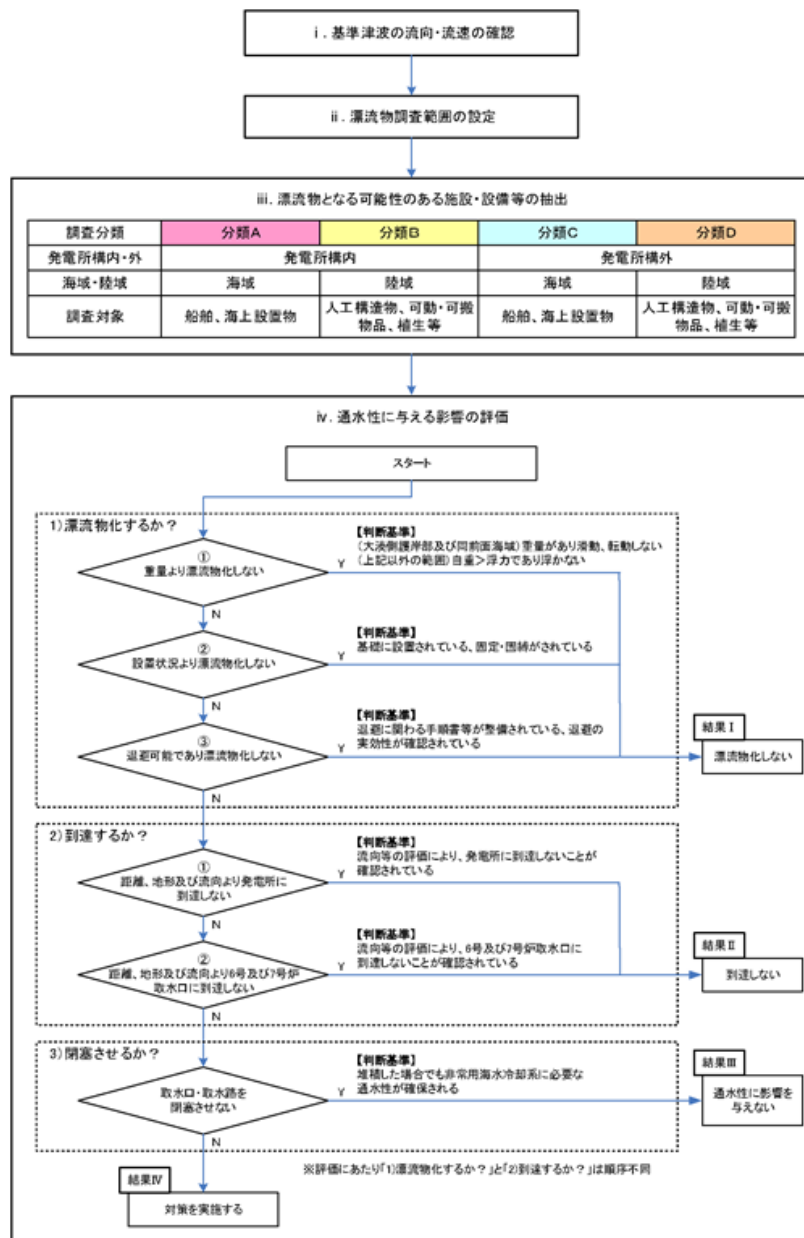 ⅰ．基準津波の流向・流速の確認
ⅱ．漂流物調査範囲の設定
ⅲ．漂流物となる可能性のある施設・設備等の抽出
調査分類 分類A 分類B 分類C 分類D
発電所構内・外 発電所構内 発電所構外
海域・陸域 海域 陸域 海域 陸域
調査対象 船舶、海上設置物 人工構造物、可動・可搬物品、植生等 船舶、海上設置物 人工構造物、可動・可搬物品、植生等
ⅳ．通水性に与える影響の評価
スタート
1)漂流物化するか？
①
重量より漂流物化しない
Y
N
【判断基準】
(大湊側護岸部及び同前面海域)重量があり滑動、転動しない
(上記以外の範囲)自重＞浮力であり浮かない
②
設置状況より漂流物化しない
Y
N
【判断基準】
基礎に設置されている、固定・固縛がされている
③
退避可能であり漂流物化しない
Y
N
【判断基準】
退避に関わる手順書等が整備されている、退避の
実効性が確認されている
結果Ⅰ
漂流物化しない
2)到達するか？
①
距離、地形及び流向より発電所に
到達しない
Y
N
【判断基準】
流向等の評価により、発電所に到達しないことが
確認されている
②
距離、地形及び流向より6号及び7号炉
取水口に到達しない
Y
N
【判断基準】
流向等の評価により、6号及び7号炉取水口に
到達しないことが確認されている
結果Ⅱ
到達しない
3)閉塞させるか？
取水口・取水路を
閉塞させない
Y
N
【判断基準】
堆積した場合でも非常用海水冷却系に必要な
通水性が確保される
結果Ⅲ
通水性に影響を
与えない
※評価にあたり「1)漂流物化するか？」と「2)到達するか？」は順序不同
結果Ⅳ
対策を実施する